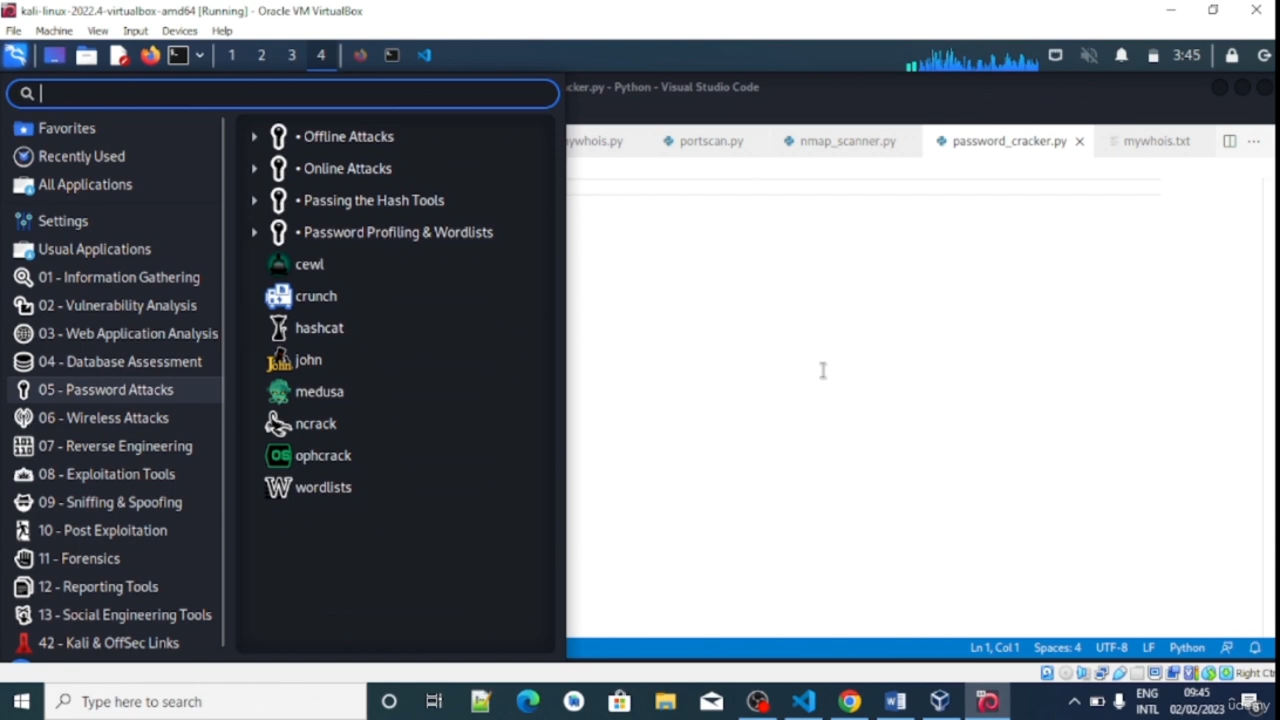 kali-linux-2022.4-virtualbox-amd64 [Running] - Oracle VM VirtualBox
File Machine View Input Devices Help
1 2 3 4 3:45
cker.py - Python - Visual Studio Code
mywhois.py portscan.py nmap_scanner.py password_cracker.py mywhois.txt
Favorites
Recently Used
All Applications
Settings
Usual Applications
01 - Information Gathering
02 - Vulnerability Analysis
03 - Web Application Analysis
04 - Database Assessment
05 - Password Attacks
06 - Wireless Attacks
07 - Reverse Engineering
08 - Exploitation Tools
09 - Sniffing & Spoofing
10 - Post Exploitation
11 - Forensics
12 - Reporting Tools
13 - Social Engineering Tools
42 - Kali & OffSec Links
• Offline Attacks
• Online Attacks
• Passing the Hash Tools
• Password Profiling & Wordlists
cewl
crunch
hashcat
john
medusa
ncrack
ophcrack
wordlists
Ln 1, Col 1 Spaces: 4 UTF-8 LF Python
Right Ct
Type here to search
ENG
INTL
09:45
02/02/2023
udemy